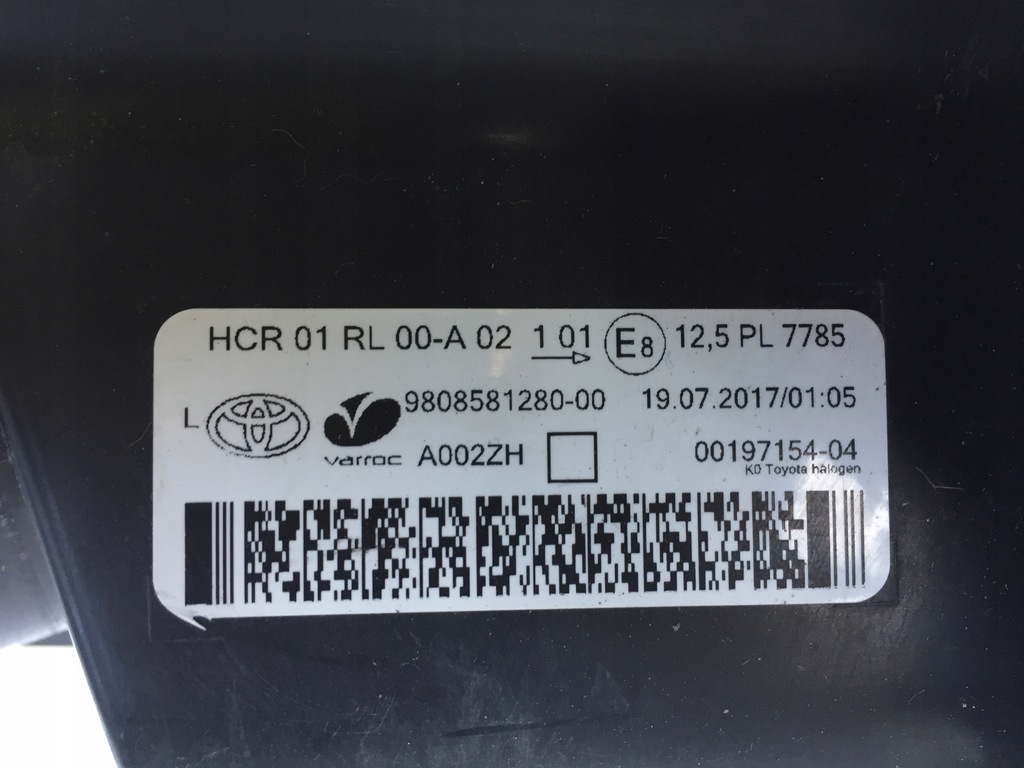 HCR 01 RL 00-A 02 1 01 E8 12,5 PL 7785
L 9808581280-00 19.07.2017/01:05
varroc A002ZH 00197154-04
K0 Toyota halogen